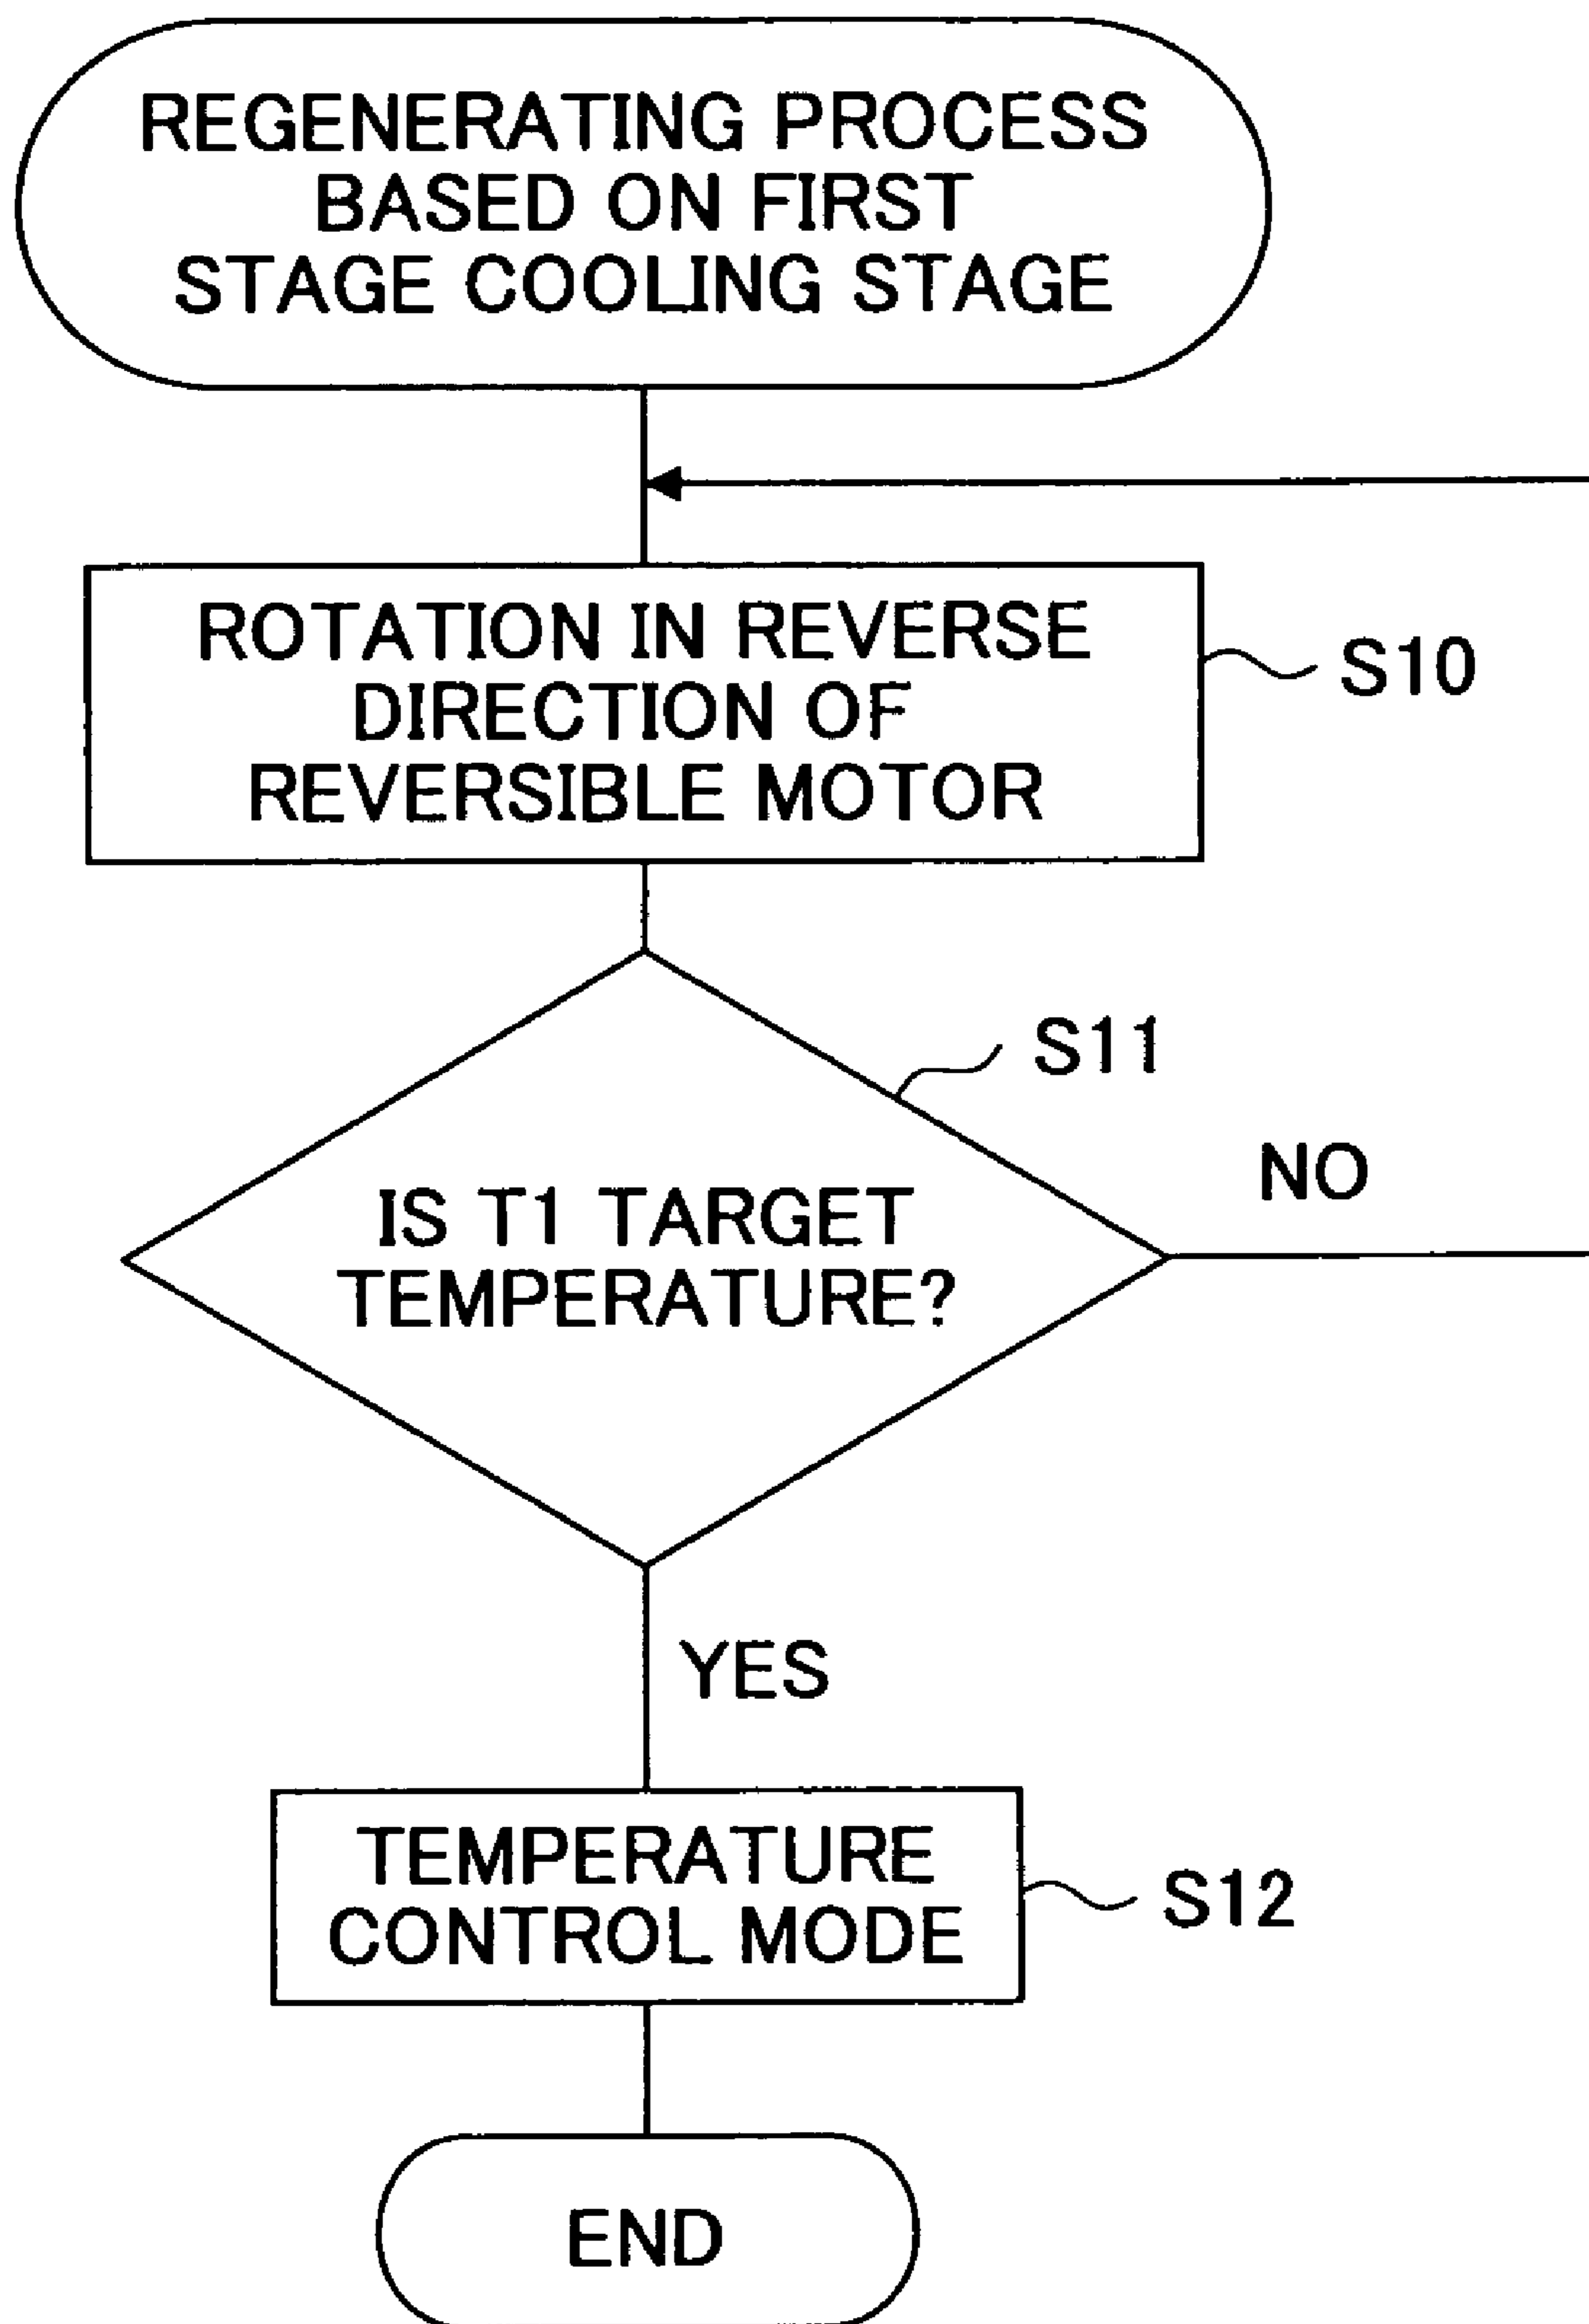 REGENERATING PROCESS
BASED ON FIRST
STAGE COOLING STAGE
ROTATION IN REVERSE
DIRECTION OF
REVERSIBLE MOTOR
S10
S11
IS T1 TARGET
TEMPERATURE?
NO
YES
TEMPERATURE
CONTROL MODE
S12
END